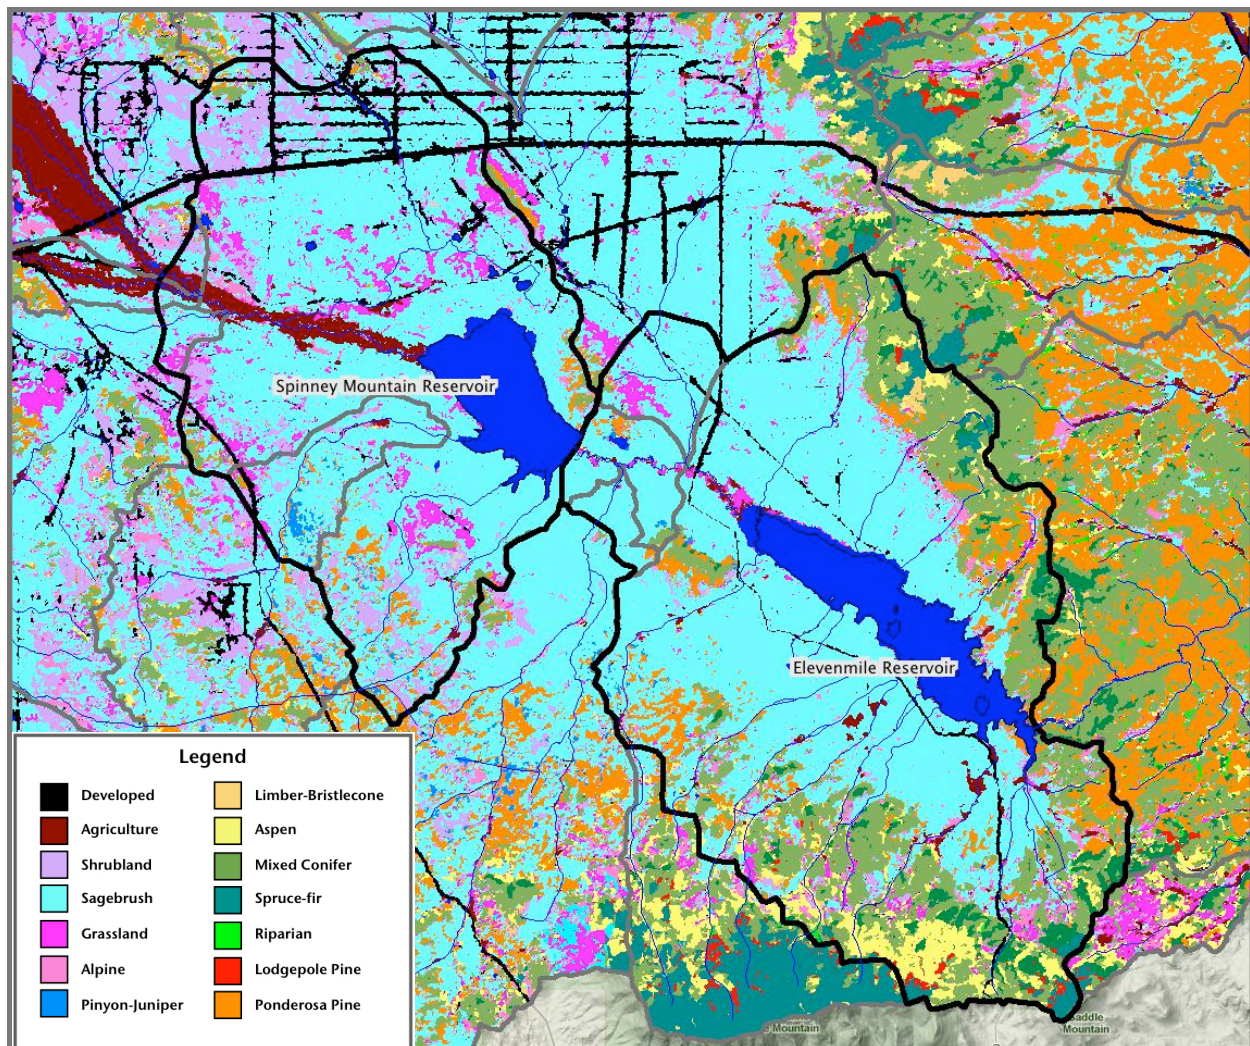 Spinney Mountain Reservoir
Elevenmile Reservoir
Legend
Developed
Limber-Bristlecone
Agriculture
Aspen
Shrubland
Mixed Conifer
Sagebrush
Spruce-fir
Grassland
Riparian
Alpine
Lodgepole Pine
Pinyon-Juniper
Ponderosa Pine
Mountain
Saddle
Mountain